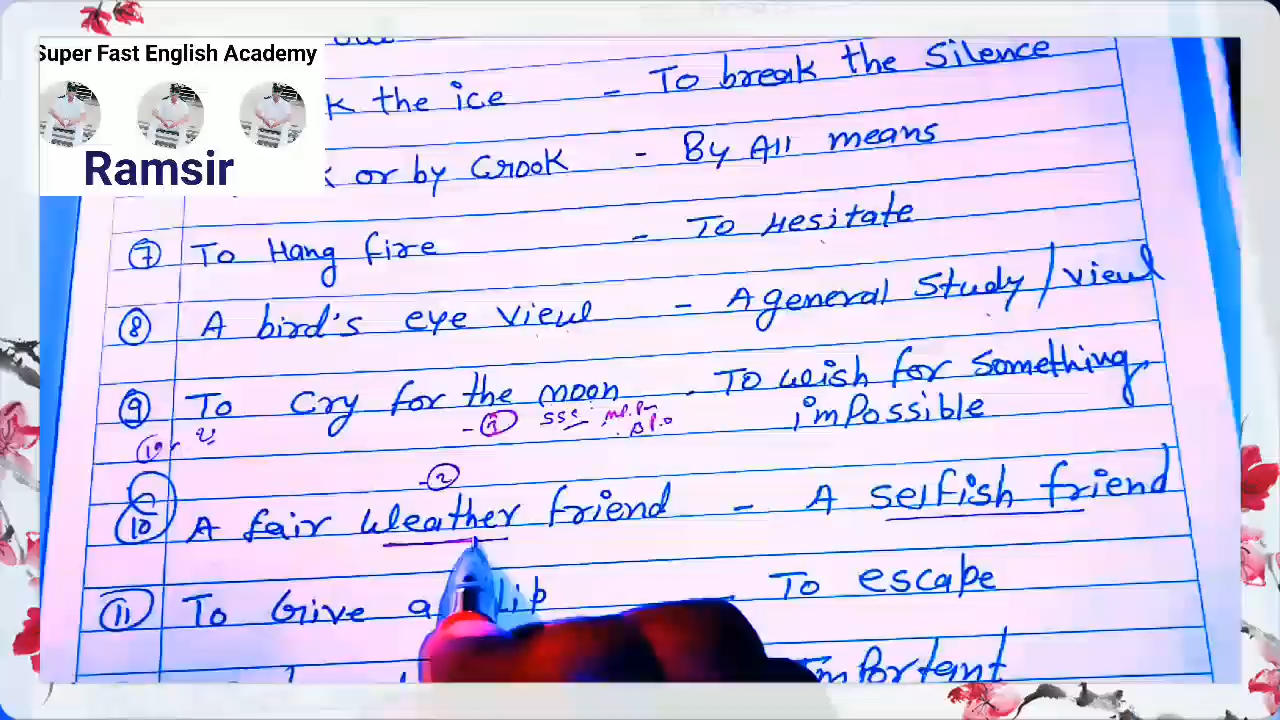 Super Fast English Academy
Ramsir
K the ice - To break the Silence
or by Crook - By All means
7 To Hang fire - To Hesitate
8 A bird's eye view - A general Study / view
9 To Cry for the moon - To wish for Something
impossible
SSC
2
10 A fair weather friend - A selfish friend
11 To Give a - To escape
Important